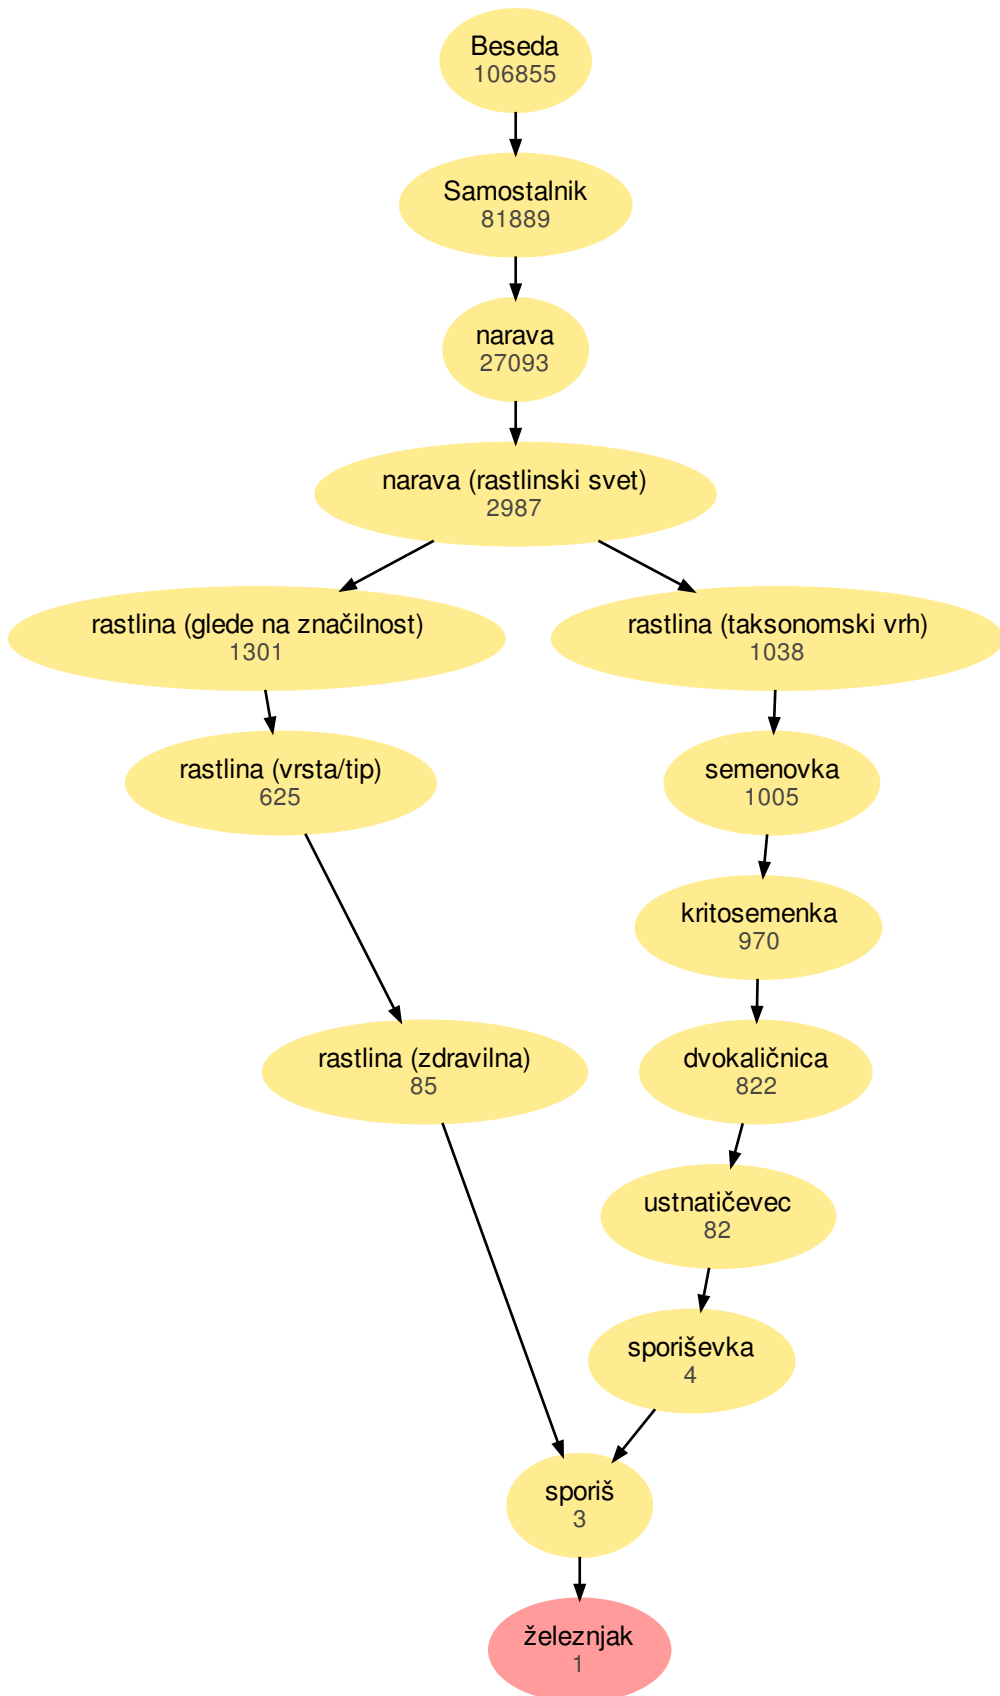 Beseda
106855
Samostalnik
81889
narava
27093
narava (rastlinski svet)
2987
rastlina (glede na značilnost)
1301
rastlina (taksonomski vrh)
1038
rastlina (vrsta/tip)
625
semenovka
1005
kritosemenka
970
rastlina (zdravilna)
85
dvokaličnica
822
ustnatičevec
82
sporiševka
4
sporiš
3
železnjak
1